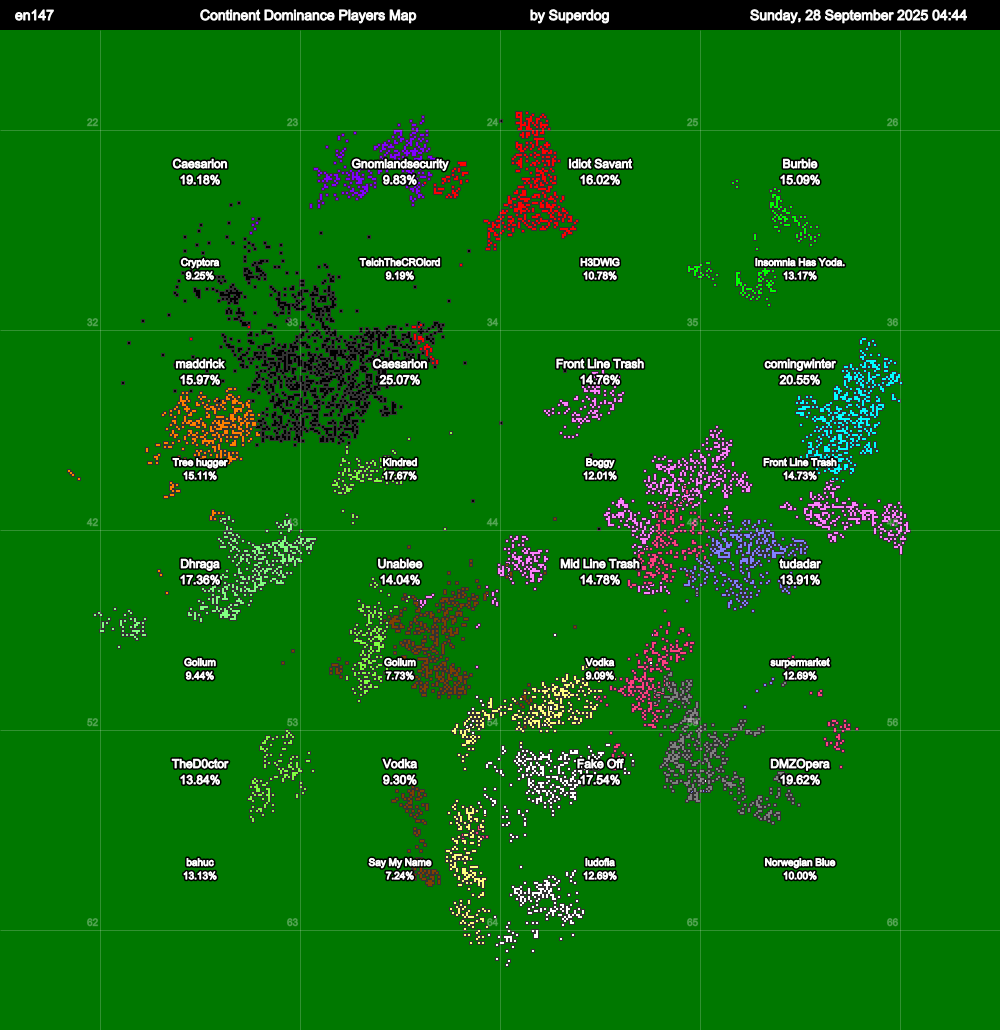 en147 Continent Dominance Players Map by Superdog Sunday, 28 September 2025 04:44
22 23 24 25 26
Caesarion Gnomlandsecurity Idiot Savant Burbie
19.18% 9.83% 16.02% 15.09%
Cryptora TeichTheCROlord H3DWIG Insomnia Has Yoda.
9.25% 9.19% 10.78% 13.17%
32 33 34 35 36
maddrick Caesarion Front Line Trash comingwinter
15.97% 25.07% 14.76% 20.55%
Tree hugger Kindred Boggy Front Line Trash
15.11% 17.67% 12.01% 14.73%
42 44
Dhraga Unablee Mid Line Trash tudadar
17.36% 14.04% 14.78% 13.91%
Gollum Gollum Vodka surpermarket
9.44% 7.73% 9.09% 12.69%
52 53 54 56
TheD0ctor Vodka Fake Off DMZOpera
13.84% 9.30% 17.54% 19.62%
bahuc Say My Name ludofia Norwegian Blue
13.13% 7.24% 12.69% 10.00%
62 63 64 65 66